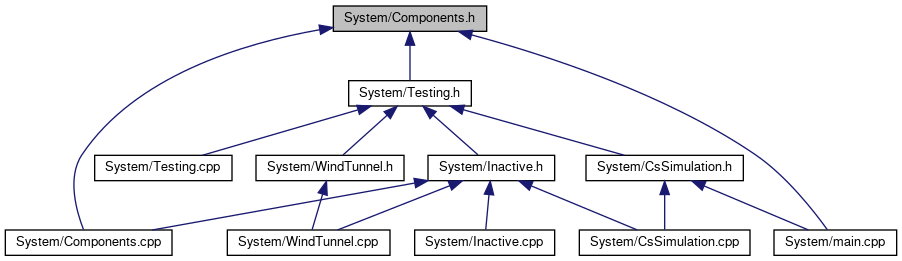 System/Components.h
System/Testing.h
System/Testing.cpp
System/WindTunnel.h
System/Inactive.h
System/CsSimulation.h
System/Components.cpp
System/WindTunnel.cpp
System/Inactive.cpp
System/CsSimulation.cpp
System/main.cpp